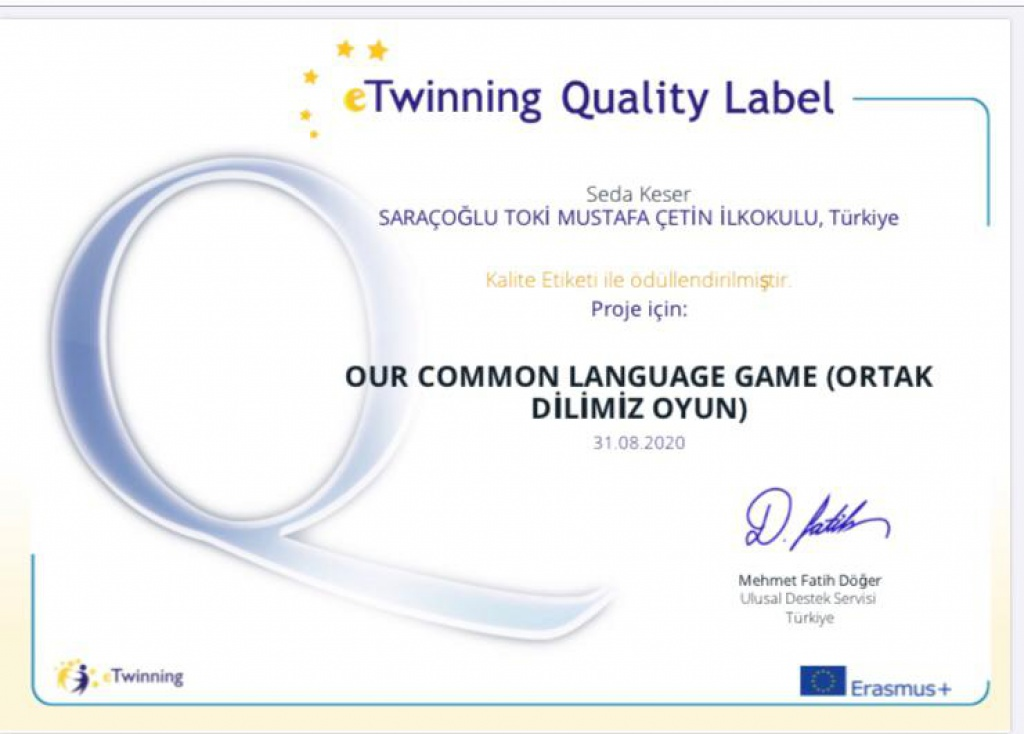 eTwinning Quality Label
Seda Keser
SARAÇOĞLU TOKİ MUSTAFA ÇETİN İLKOKULU, Türkiye
Kalite Etiketi ile ödüllendirilmiştir.
Proje için:
OUR COMMON LANGUAGE GAME (ORTAK
DİLİMİZ OYUN)
31.08.2020
D. Fatih
Mehmet Fatih Döğer
Ulusal Destek Servisi
Türkiye
eTwinning
Erasmus+